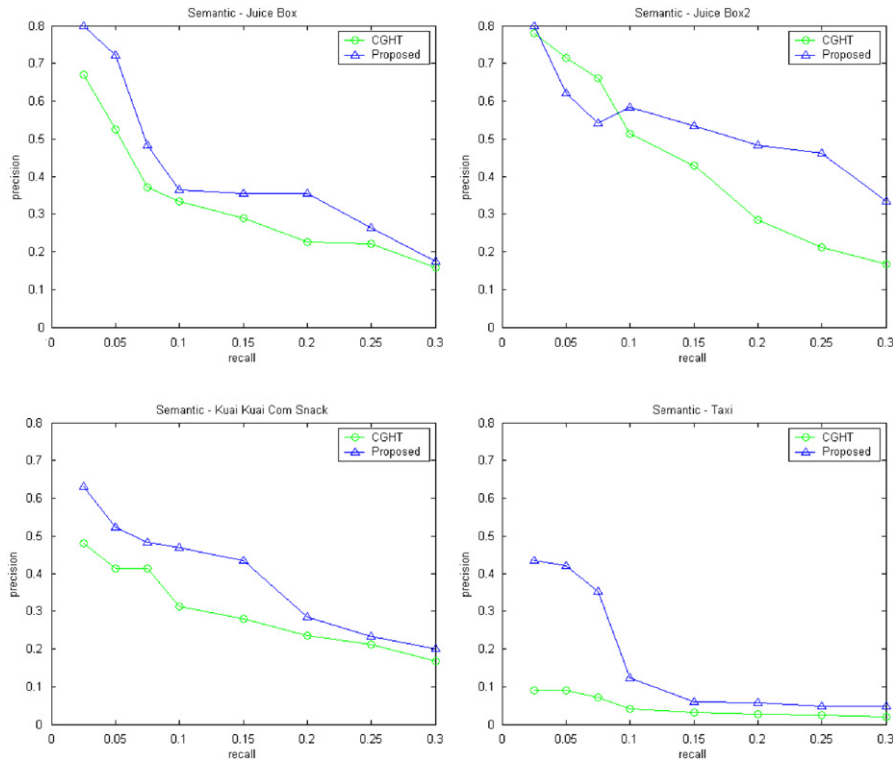 Semantic - Juice Box
0.8
0.7
0.6
0.5
0.4
0.3
0.2
0.1
0
precision
CGHT
Proposed
0.05 0.1 0.15 0.2 0.25 0.3
recall
Semantic - Juice Box2
0.8
0.7
0.6
0.5
0.4
0.3
0.2
0.1
0
precision
CGHT
Proposed
0 0.05 0.1 0.15 0.2 0.25 0.3
recall
Semantic - Kuai Kuai Corn Snack
0.8
0.7
0.6
0.5
0.4
0.3
0.2
0.1
0
precision
CGHT
Proposed
0.05 0.1 0.15 0.2 0.25 0.3
recall
Semantic - Taxi
0.8
0.7
0.6
0.5
0.4
0.3
0.2
0.1
0
precision
CGHT
Proposed
0 0.05 0.1 0.15 0.2 0.25 0.3
recall